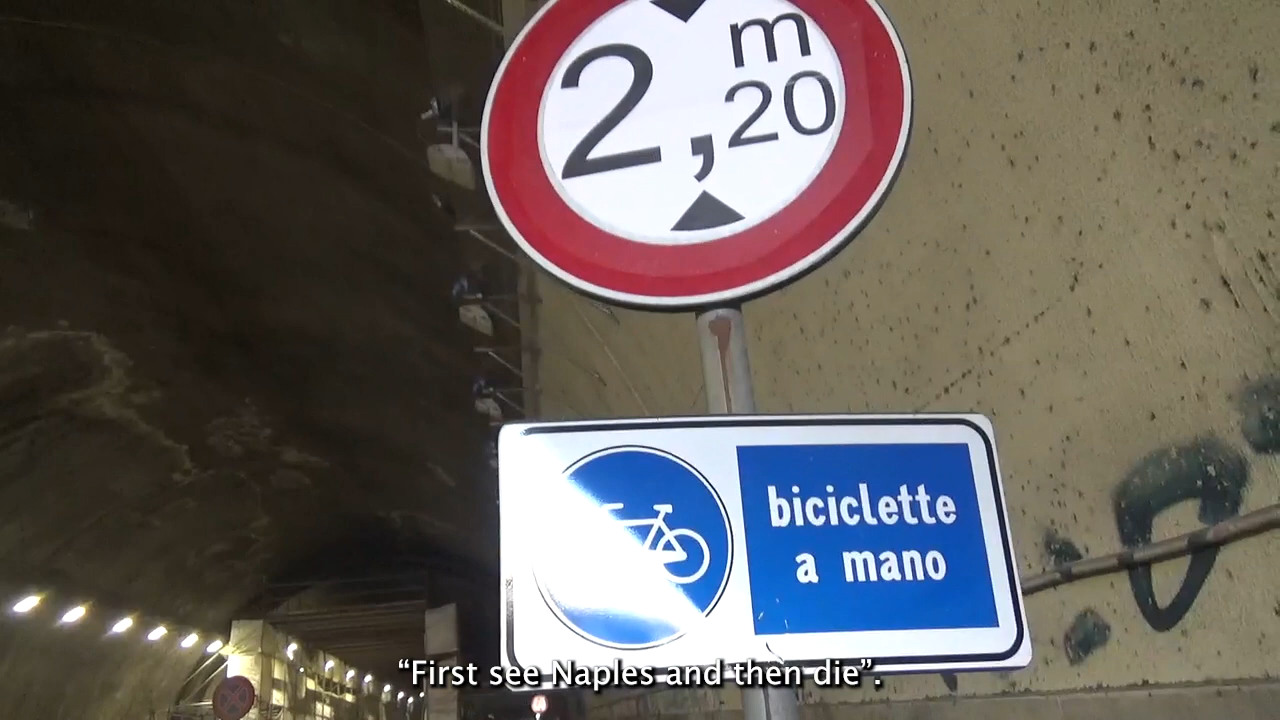 m
2,20
biciclette
a mano
“First see Naples and then die”.